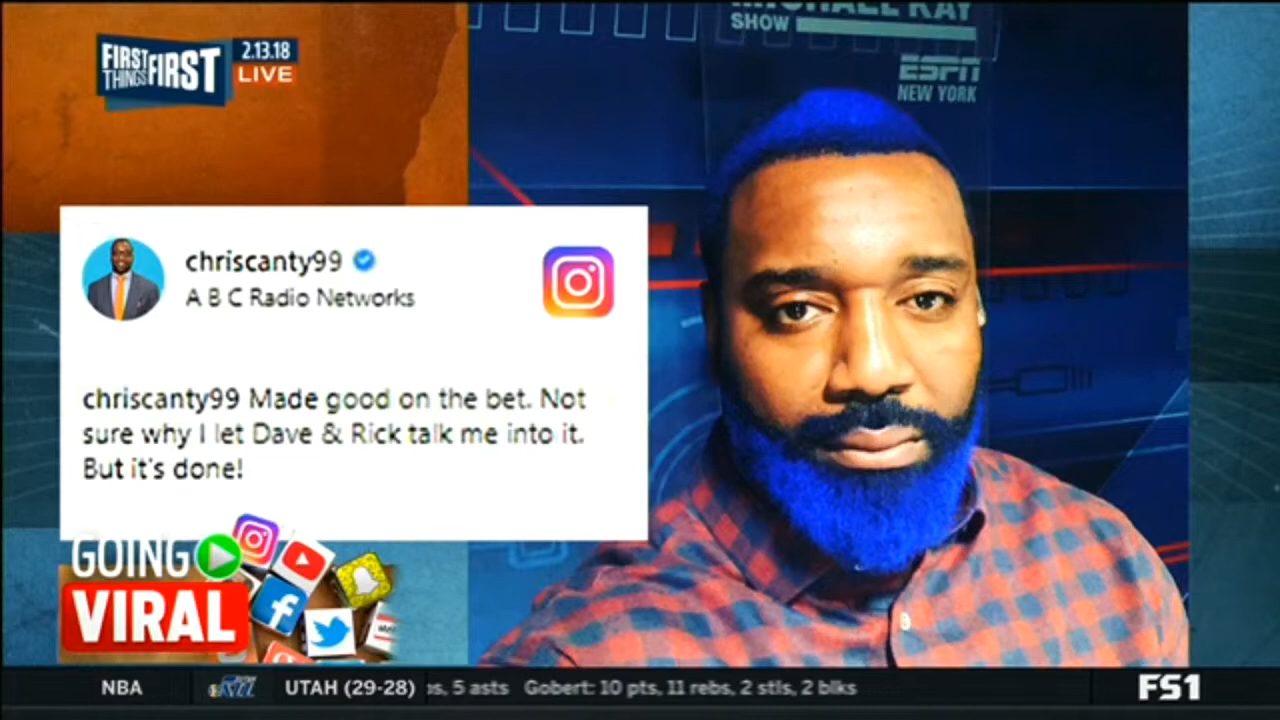 MICHAEL KAY
SHOW
ESPN
NEW YORK
FIRST
THINGS
FIRST
2.13.18
LIVE
chriscanty99
A B C Radio Networks
chriscanty99 Made good on the bet. Not
sure why I let Dave & Rick talk me into it.
But it's done!
GOING
VIRAL
NBA
UTAH (29-28)
5 asts Gobert: 10 pts, 11 rebs, 2 stls, 2 blks
FS1